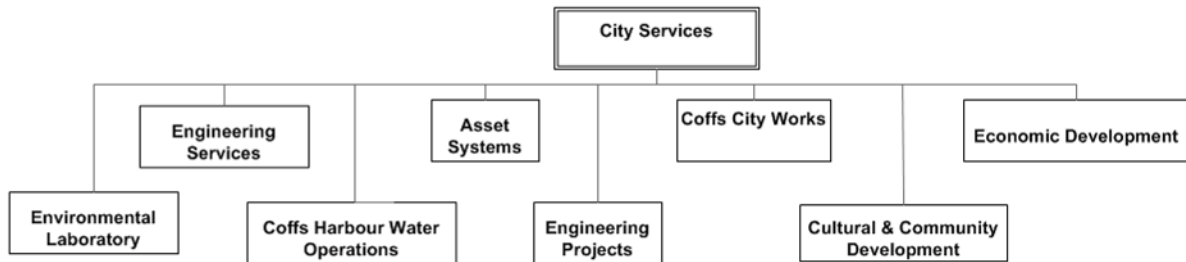 City Services
Engineering
Services
Asset
Systems
Coffs City Works
Economic Development
Environmental
Laboratory
Coffs Harbour Water
Operations
Engineering
Projects
Cultural & Community
Development